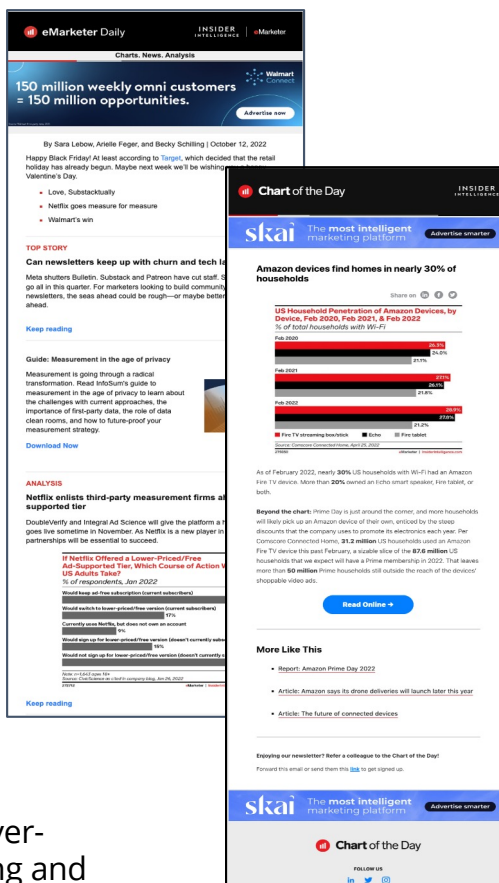 eMarketer Daily
INSIDER INTELLIGENCE | eMarketer
Charts. News. Analysis
150 million weekly omni customers
= 150 million opportunities.
Walmart Connect
Advertise now
By Sara Lebow, Arielle Feger, and Becky Schilling | October 12, 2022
Happy Black Friday! At least according to Target, which decided that the retail
holiday has already begun. Maybe next week we'll be wishing
Valentine's Day.
Love, Substacktually
Netflix goes measure for measure
Walmart's win
TOP STORY
Can newsletters keep up with churn and tech la
Meta shutters Bulletin. Substack and Patreon have cut staff. S
go all in this quarter. For marketers looking to build community
newsletters, the seas ahead could be rough—or maybe better
ahead.
Keep reading
Guide: Measurement in the age of privacy
Measurement is going through a radical
transformation. Read InfoSum's guide to
measurement in the age of privacy to learn about
the challenges with current approaches, the
importance of first-party data, the role of data
clean rooms, and how to future-proof your
measurement strategy.
Download Now
ANALYSIS
Netflix enlists third-party measurement firms a
supported tier
DoubleVerify and Integral Ad Science will give the platform a
goes live sometime in November. As Netflix is a new player in
partnerships will be essential to succeed.
If Netflix Offered a Lower-Priced/Free
Ad-Supported Tier, Which Course of Action W
US Adults Take?
% of respondents, Jan 2022
Would keep ad-free subscription (current subscribers)
Would switch to lower-priced/free version (current subscribers)
17%
Currently uses Netflix, but does not own an account
9%
Would sign up for lower-priced/free version (doesn't currently subs
16%
Would not sign up for lower-priced/free version (doesn't currently s
Keep reading
Chart of the Day
INSIDER
INTELLIGENCE
skai
The most intelligent
marketing platform
Advertise smarter
Amazon devices find homes in nearly 30% of
households
Share on
US Household Penetration of Amazon Devices, by
Device, Feb 2020, Feb 2021, & Feb 2022
% of total households with Wi-Fi
Feb 2020
26.5%
24.0%
21.1%
Feb 2021
27.1%
26.1%
21.8%
Feb 2022
28.9%
27.8%
21.2%
Fire TV streaming box/stick Echo Fire tablet
Source: Comscore Connected Home, April 25, 2022
eMarketer | InsiderIntelligence.com
As of February 2022, nearly 30% US households with Wi-Fi had an Amazon
Fire TV device. More than 20% owned an Echo smart speaker, Fire tablet, or
both.
Beyond the chart: Prime Day is just around the corner, and more households
will likely pick up an Amazon device of their own, enticed by the steep
discounts that the company uses to promote its electronics each year. Per
Comscore Connected Home, 31.2 million US households used an Amazon
Fire TV device this past February, a sizable slice of the 87.6 million US
households that we expect will have a Prime membership in 2022. That leaves
more than 50 million Prime households still outside the reach of the devices'
shoppable video ads.
Read Online →
More Like This
Report: Amazon Prime Day 2022
Article: Amazon says its drone deliveries will launch later this year
Article: The future of connected devices
Enjoying our newsletter? Refer a colleague to the Chart of the Day!
Forward this email or send them this link to get signed up.
skai
The most intelligent
marketing platform
Advertise smarter
Chart of the Day
FOLLOW US
ver-
ng and